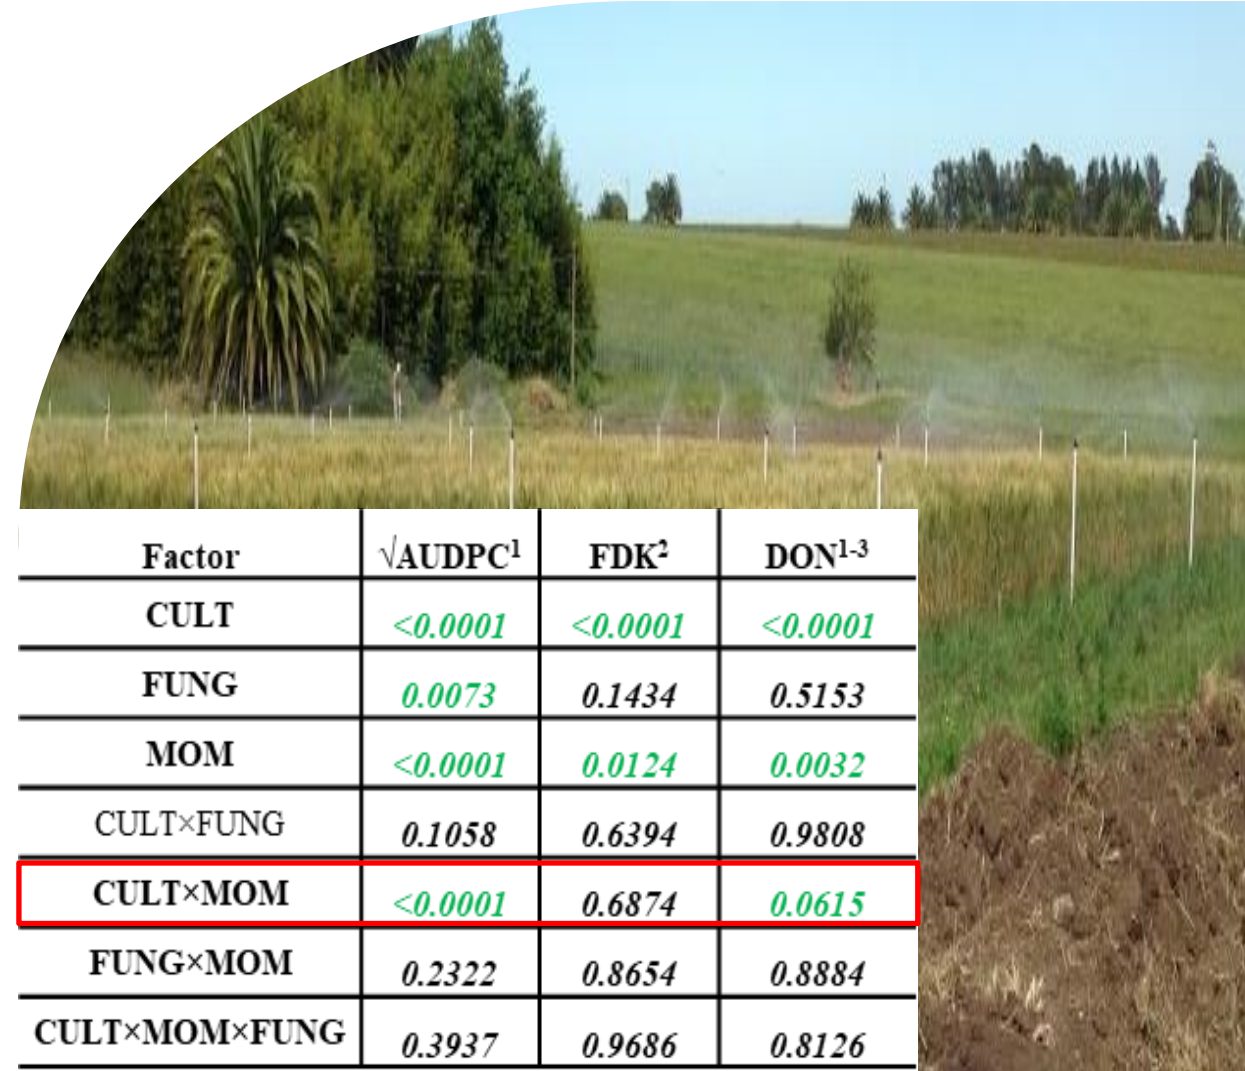 Factor √AUDPC¹ FDK² DON¹⁻³
CULT <0.0001 <0.0001 <0.0001
FUNG 0.0073 0.1434 0.5153
MOM <0.0001 0.0124 0.0032
CULT×FUNG 0.1058 0.6394 0.9808
CULT×MOM <0.0001 0.6874 0.0615
FUNG×MOM 0.2322 0.8654 0.8884
CULT×MOM×FUNG 0.3937 0.9686 0.8126